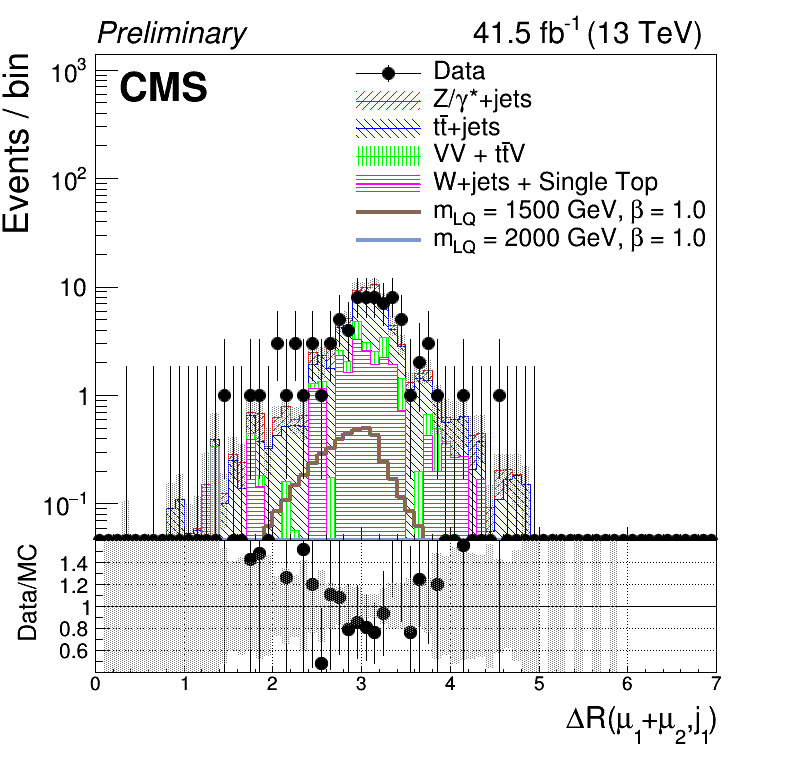 Preliminary 41.5 fb⁻¹ (13 TeV)
CMS
Data
Z/γ*+jets
tt̄+jets
VV + tt̄V
W+jets + Single Top
m_LQ = 1500 GeV, β = 1.0
m_LQ = 2000 GeV, β = 1.0
Events / bin
10³
10²
10
1
10⁻¹
Data/MC
1.4
1.2
1
0.8
0.6
0 1 2 3 4 5 6 7
ΔR(μ₁+μ₂,j₁)